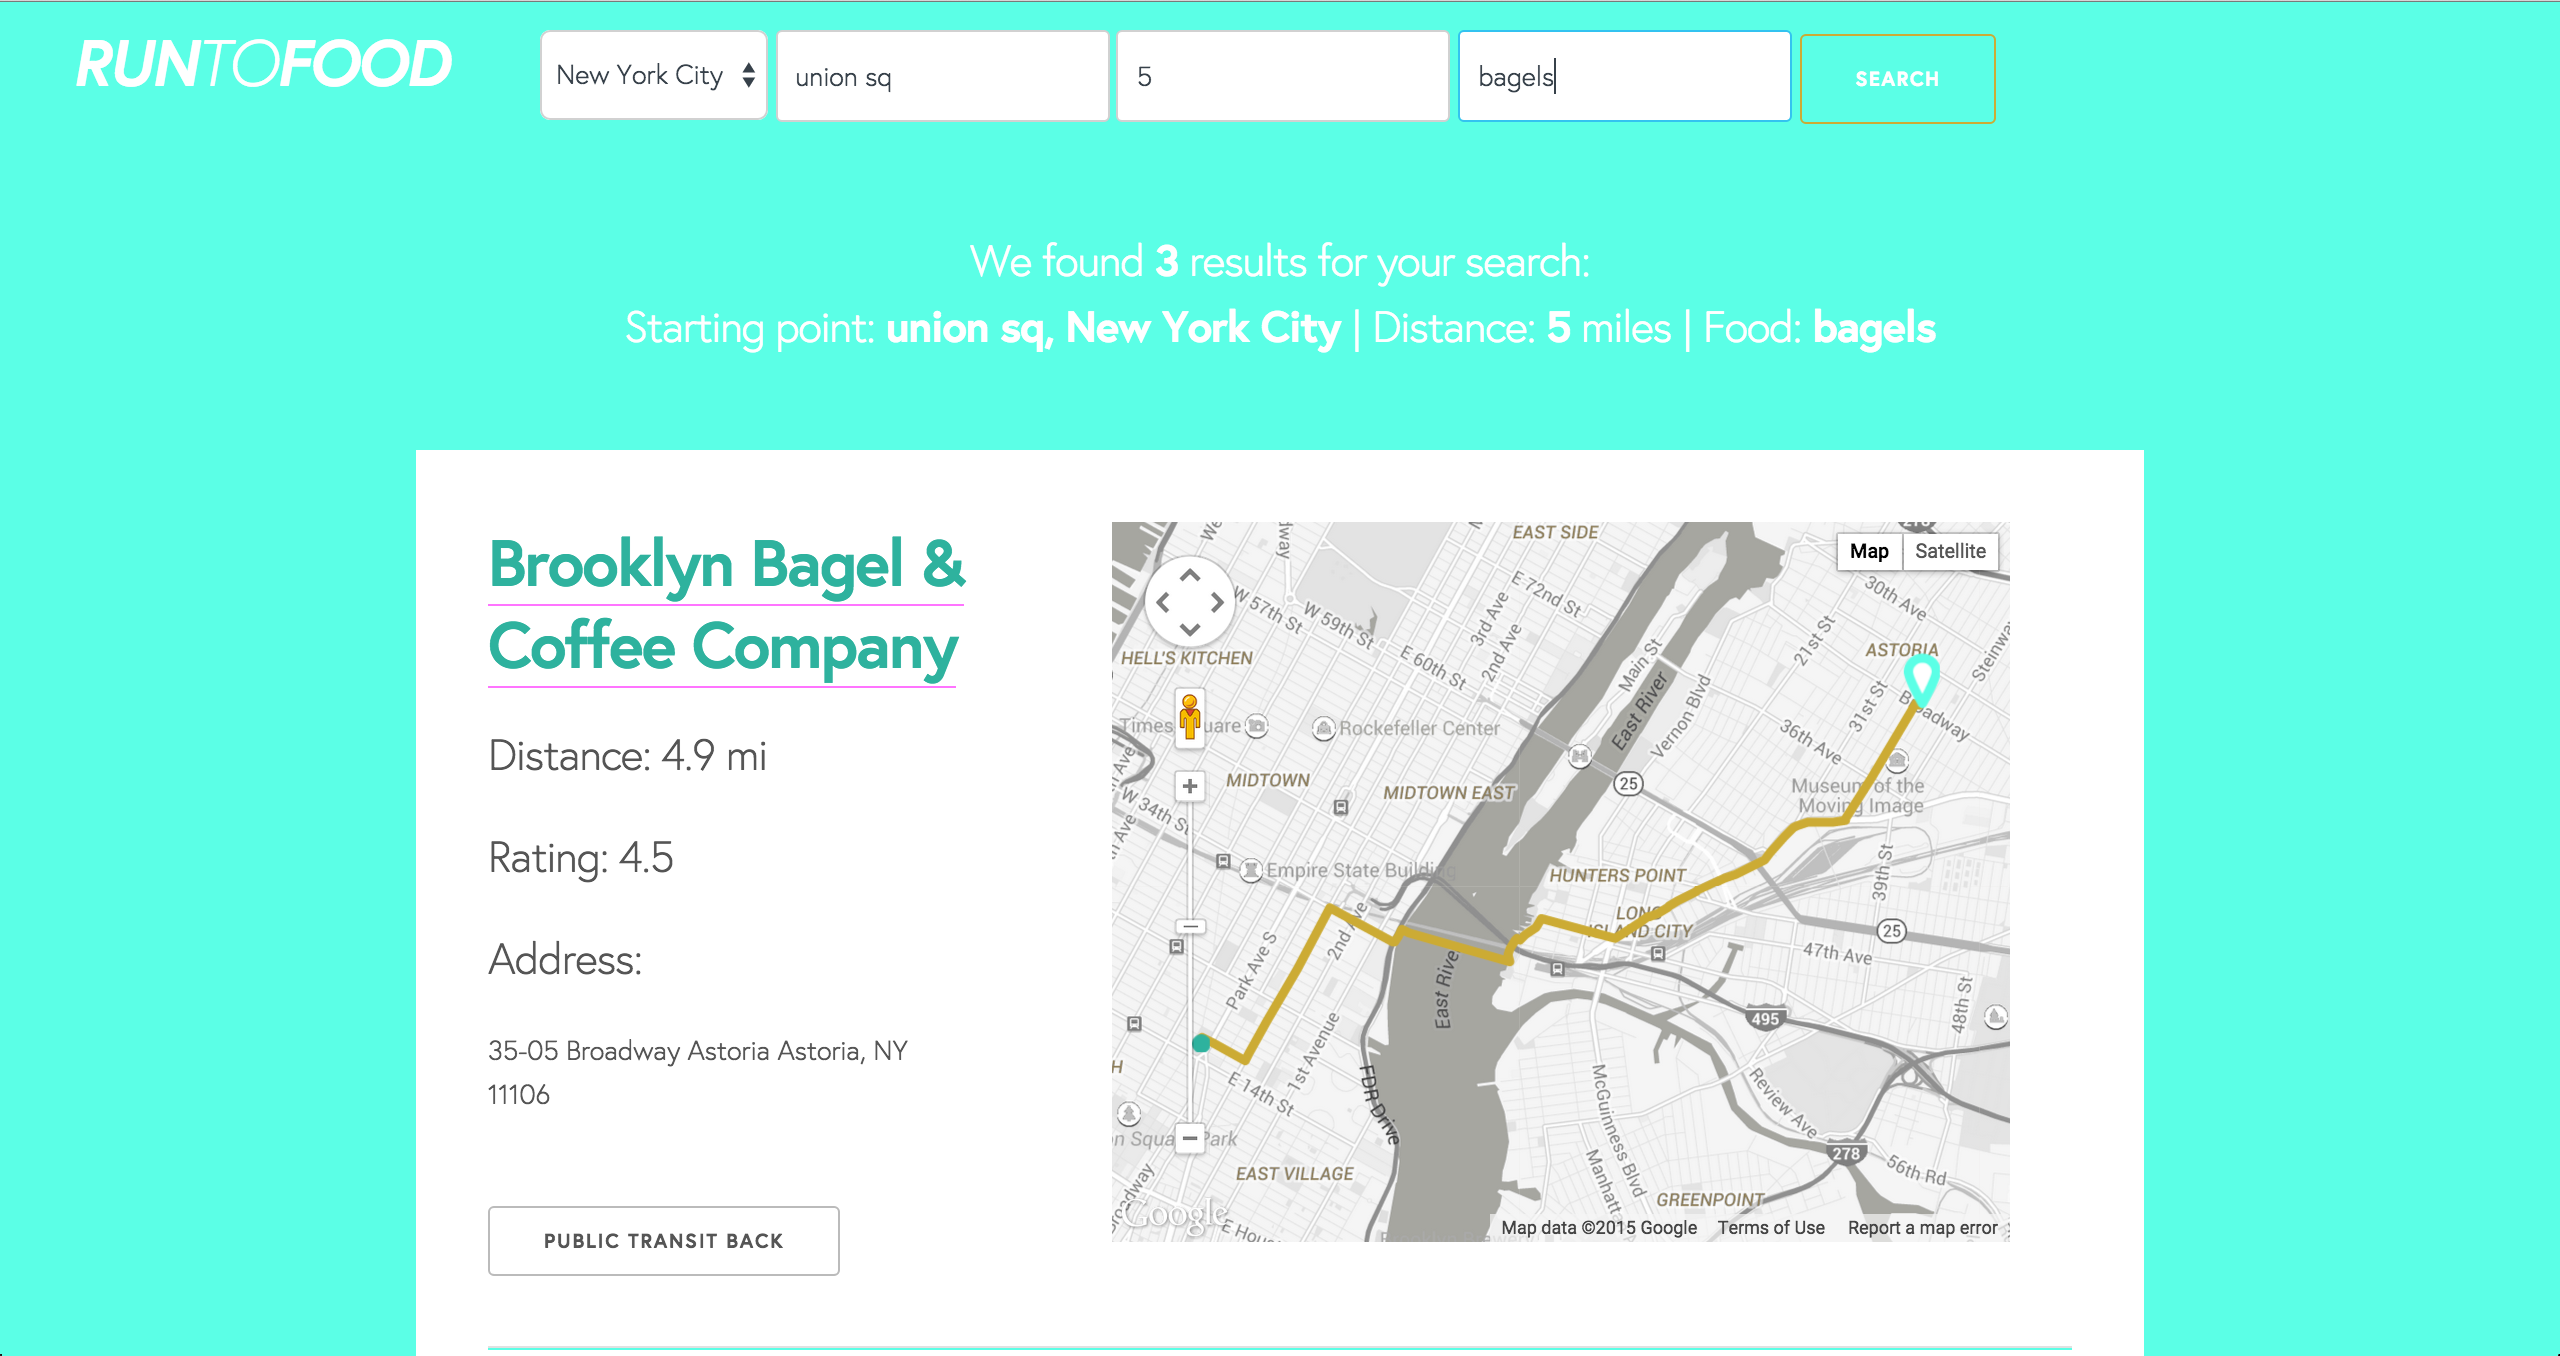 RUNTOFOOD
New York City
union sq
5
bagels
SEARCH
We found 3 results for your search:
Starting point: union sq, New York City | Distance: 5 miles | Food: bagels
Brooklyn Bagel &
Coffee Company
Distance: 4.9 mi
Rating: 4.5
Address:
35-05 Broadway Astoria Astoria, NY
11106
PUBLIC TRANSIT BACK
EAST SIDE
Map
Satellite
30th Ave
E 72nd St
W 57th St
W 59th St
3rd Ave
2nd Ave
21st St
Main St
ASTORIA
HELL'S KITCHEN
E 60th St
East River
Vernon Blvd
31st St
Broadway
Rockefeller Center
36th Ave
MIDTOWN
MIDTOWN EAST
25
Museum of the
Moving Image
W 34th St
Empire State Building
HUNTERS POINT
39th St
LONG
ISLAND CITY
25
2nd Ave
Park Ave S
47th Ave
East River
48th St
495
1st Avenue
E 14th St
FDR Drive
McGuinness Blvd
Review Ave
278
56th Rd
EAST VILLAGE
GREENPOINT
Google
Map data ©2015 Google
Terms of Use
Report a map error